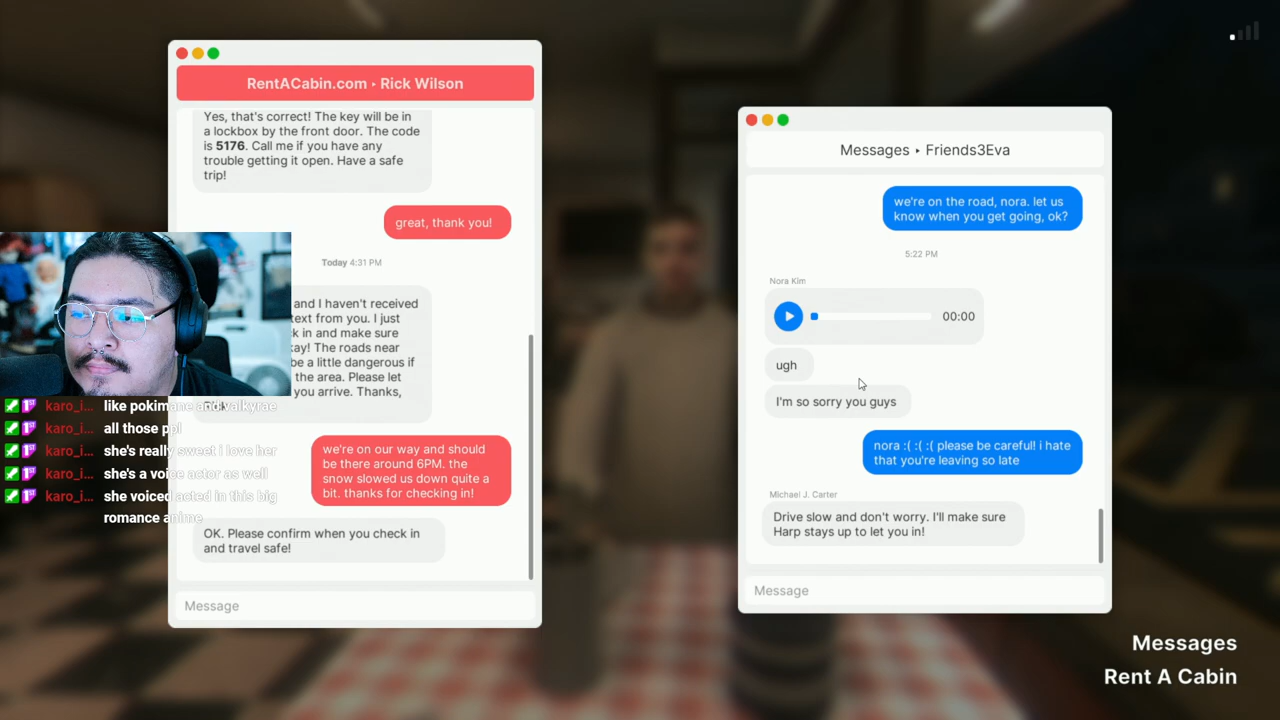 RentACabin.com ▸ Rick Wilson
Yes, that's correct! The key will be in
a lockbox by the front door. The code
is 5176. Call me if you have any
trouble getting it open. Have a safe
trip!
great, thank you!
Today 4:31 PM
and I haven't received
text from you. I just
k in and make sure
ay! The roads near
be a little dangerous if
the area. Please let
you arrive. Thanks,
we're on our way and should
be there around 6PM. the
snow slowed us down quite a
bit. thanks for checking in!
OK. Please confirm when you check in
and travel safe!
Message
karo_i... like pokimane and valkyrae
karo_i... all those ppl
karo_i... she's really sweet i love her
karo_i... she's a voice actor as well
karo_i... she voiced acted in this big
romance anime
Messages ▸ Friends3Eva
we're on the road, nora. let us
know when you get going, ok?
5:22 PM
Nora Kim
00:00
ugh
I'm so sorry you guys
nora :( :( :( please be careful! i hate
that you're leaving so late
Michael J. Carter
Drive slow and don't worry. I'll make sure
Harp stays up to let you in!
Message
Messages
Rent A Cabin